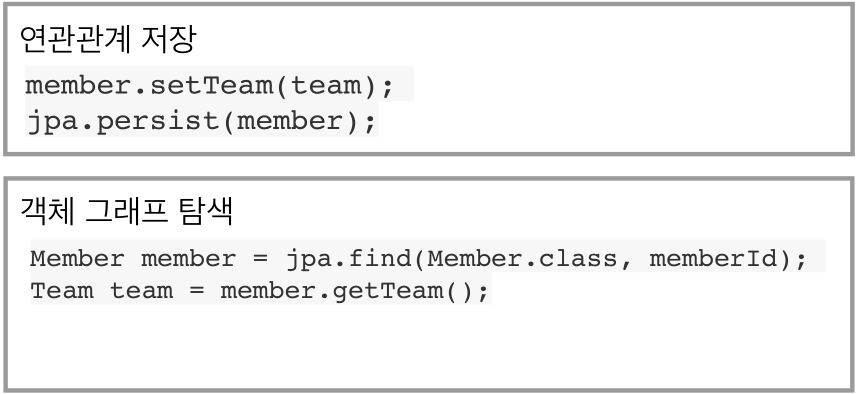 연관관계 저장
member.setTeam(team);
jpa.persist(member);
객체 그래프 탐색
Member member = jpa.find(Member.class, memberId);
Team team = member.getTeam();